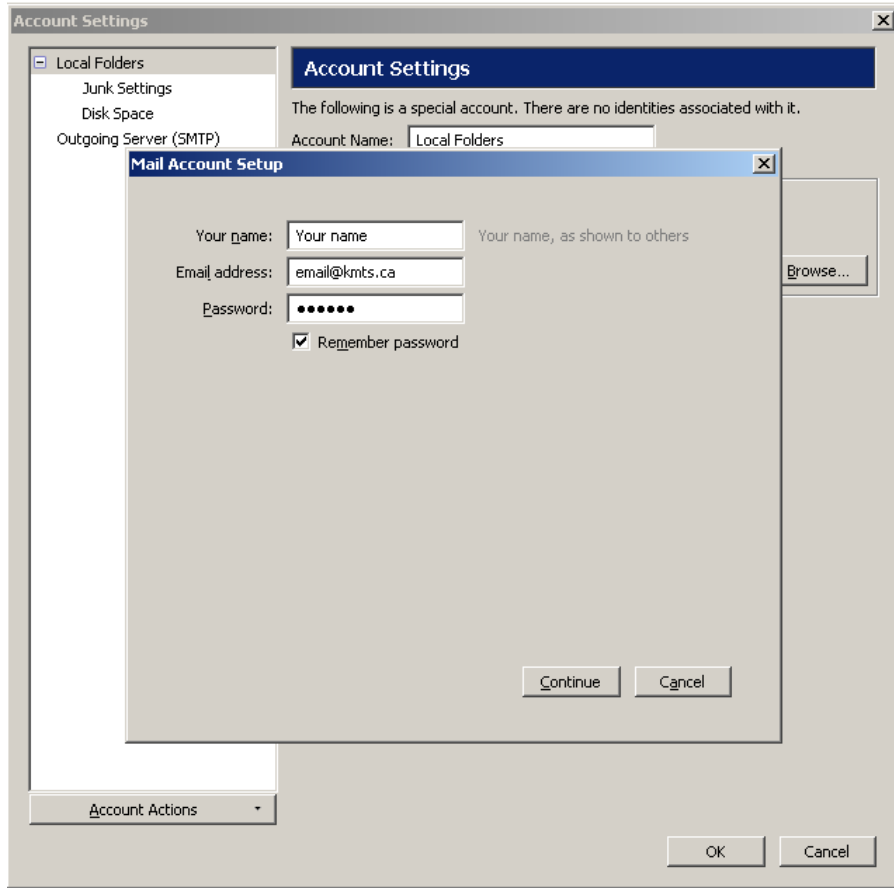 Account Settings
Local Folders
Junk Settings
Disk Space
Outgoing Server (SMTP)
Account Settings
The following is a special account. There are no identities associated with it.
Account Name: Local Folders
Mail Account Setup
Your name: Your name Your name, as shown to others
Email address: email@kmts.ca
Password: ●●●●●●
Remember password
Browse...
Continue Cancel
Account Actions
OK Cancel